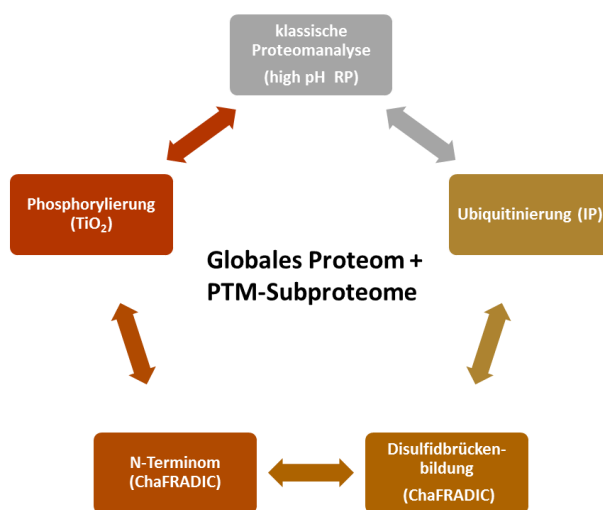 klassische
Proteomanalyse
(high pH RP)
Phosphorylierung
(TiO₂)
Ubiquitinierung (IP)
Globales Proteom +
PTM-Subproteome
N-Terminom
(ChaFRADIC)
Disulfidbrücken-
bildung
(ChaFRADIC)